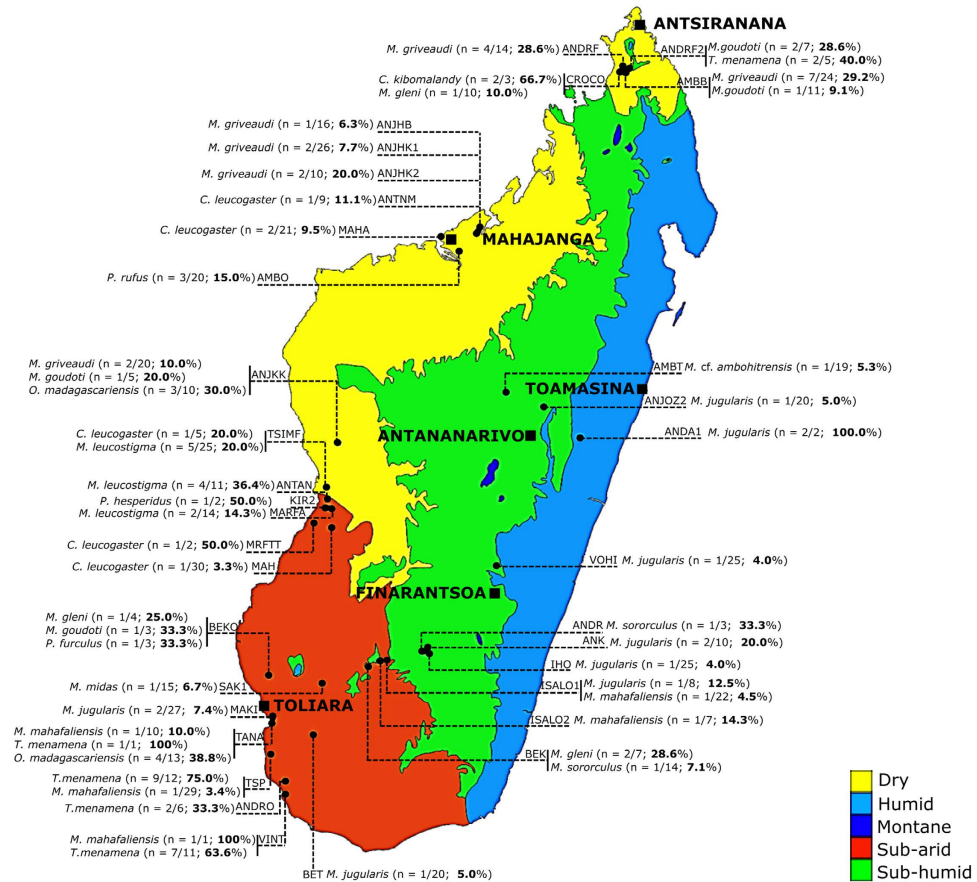 ANTSIRANANA
M. griveaudi (n = 4/14; 28.6%) ANDRF
ANDRF2 M.goudoti (n = 2/7; 28.6%)
T. menamena (n = 2/5; 40.0%)
C. kibomalandy (n = 2/3; 66.7%) CROCO
M. gleni (n = 1/10; 10.0%)
AMBB M. griveaudi (n = 7/24; 29.2%)
M.goudoti (n = 1/11; 9.1%)
M. griveaudi (n = 1/16; 6.3%) ANJHB
M. griveaudi (n = 2/26; 7.7%) ANJHK1
M. griveaudi (n = 2/10; 20.0%) ANJHK2
C. leucogaster (n = 1/9; 11.1%) ANTNM
C. leucogaster (n = 2/21; 9.5%) MAHA
MAHAJANGA
P. rufus (n = 3/20; 15.0%) AMBO
M. griveaudi (n = 2/20; 10.0%)
M. goudoti (n = 1/5; 20.0%) ANJKK
O. madagascariensis (n = 3/10; 30.0%)
AMBT M. cf. ambohitrensis (n = 1/19; 5.3%)
TOAMASINA
ANJOZ2 M. jugularis (n = 1/20; 5.0%)
C. leucogaster (n = 1/5; 20.0%) TSIMF
M. leucostigma (n = 5/25; 20.0%)
ANTANANARIVO
ANDA1 M. jugularis (n = 2/2; 100.0%)
M. leucostigma (n = 4/11; 36.4%) ANTAN
P. hesperidus (n = 1/2; 50.0%) KIR2
M. leucostigma (n = 2/14; 14.3%) MARFA
C. leucogaster (n = 1/2; 50.0%) MRFTT
C. leucogaster (n = 1/30; 3.3%) MAH
VOHI M. jugularis (n = 1/25; 4.0%)
FINARANTSOA
M. gleni (n = 1/4; 25.0%)
M. goudoti (n = 1/3; 33.3%) BEKO
P. furculus (n = 1/3; 33.3%)
ANDR M. sororculus (n = 1/3; 33.3%)
ANK M. jugularis (n = 2/10; 20.0%)
IHO M. jugularis (n = 1/25; 4.0%)
M. midas (n = 1/15; 6.7%) SAK1
ISALO1 M. jugularis (n = 1/8; 12.5%)
M. mahafaliensis (n = 1/22; 4.5%)
M. jugularis (n = 2/27; 7.4%) MAKI
TOLIARA
ISALO2 M. mahafaliensis (n = 1/7; 14.3%)
M. mahafaliensis (n = 1/10; 10.0%)
T. menamena (n = 1/1; 100%) TANA
O. madagascariensis (n = 4/13; 38.8%)
BEK M. gleni (n = 2/7; 28.6%)
M. sororculus (n = 1/14; 7.1%)
T.menamena (n = 9/12; 75.0%) TSP
M. mahafaliensis (n = 1/29; 3.4%)
T.menamena (n = 2/6; 33.3%) ANDRO
M. mahafaliensis (n = 1/1; 100%) VINT
T.menamena (n = 7/11; 63.6%)
BET M. jugularis (n = 1/20; 5.0%)
Dry
Humid
Montane
Sub-arid
Sub-humid